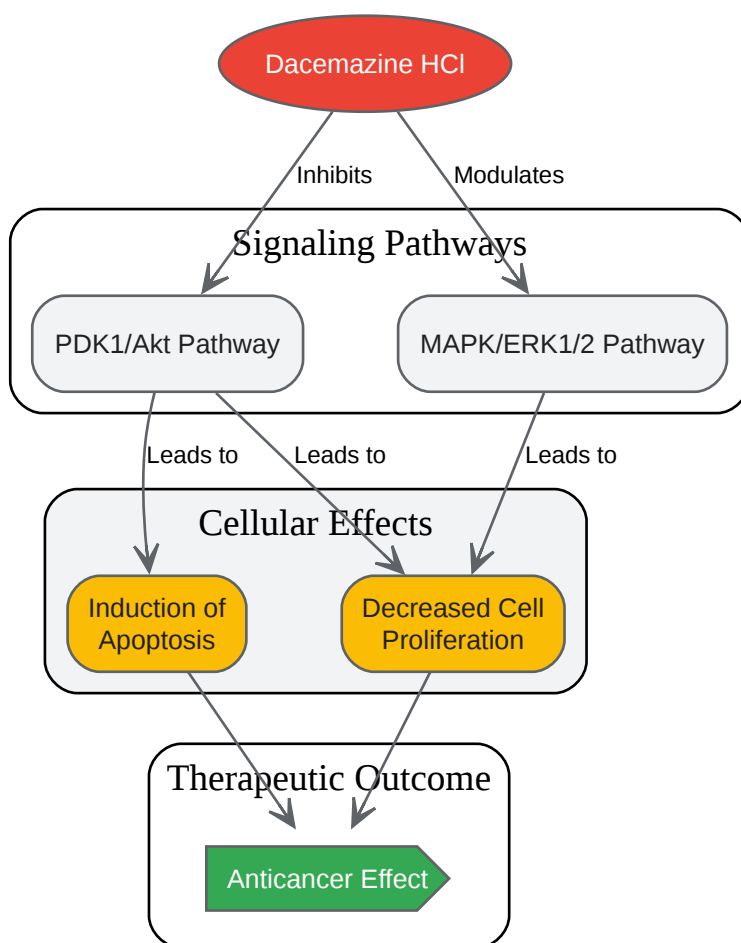 Dacemazine HCl
Inhibits
Modulates
Signaling Pathways
PDK1/Akt Pathway
MAPK/ERK1/2 Pathway
Leads to
Leads to
Leads to
Cellular Effects
Induction of
Apoptosis
Decreased Cell
Proliferation
Therapeutic Outcome
Anticancer Effect